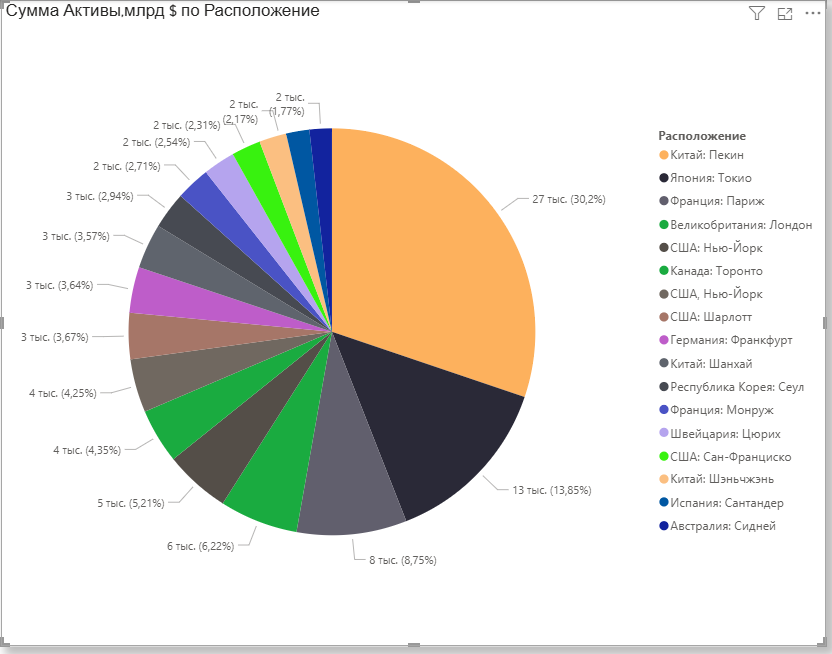 Сумма Активы,млрд $ по Расположение
2 тыс.
(1,77%)
2 тыс.
(2,17%)
2 тыс. (2,31%)
2 тыс. (2,54%)
2 тыс. (2,71%)
3 тыс. (2,94%)
3 тыс. (3,57%)
3 тыс. (3,64%)
3 тыс. (3,67%)
4 тыс. (4,25%)
4 тыс. (4,35%)
5 тыс. (5,21%)
6 тыс. (6,22%)
8 тыс. (8,75%)
13 тыс. (13,85%)
27 тыс. (30,2%)
Расположение
Китай: Пекин
Япония: Токио
Франция: Париж
Великобритания: Лондон
США: Нью-Йорк
Канада: Торонто
США, Нью-Йорк
США: Шарлотт
Германия: Франкфурт
Китай: Шанхай
Республика Корея: Сеул
Франция: Монруж
Швейцария: Цюрих
США: Сан-Франциско
Китай: Шэньчжэнь
Испания: Сантандер
Австралия: Сидней